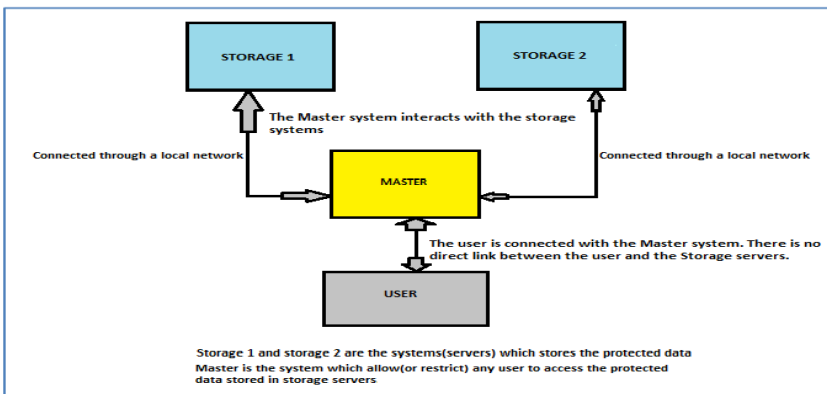 STORAGE 1
STORAGE 2
The Master system interacts with the storage
systems
Connected through a local network
Connected through a local network
MASTER
The user is connected with the Master system. There is no
direct link between the user and the Storage servers.
USER
Storage 1 and storage 2 are the systems(servers) which stores the protected data
Master is the system which allow(or restrict) any user to access the protected
data stored in storage servers